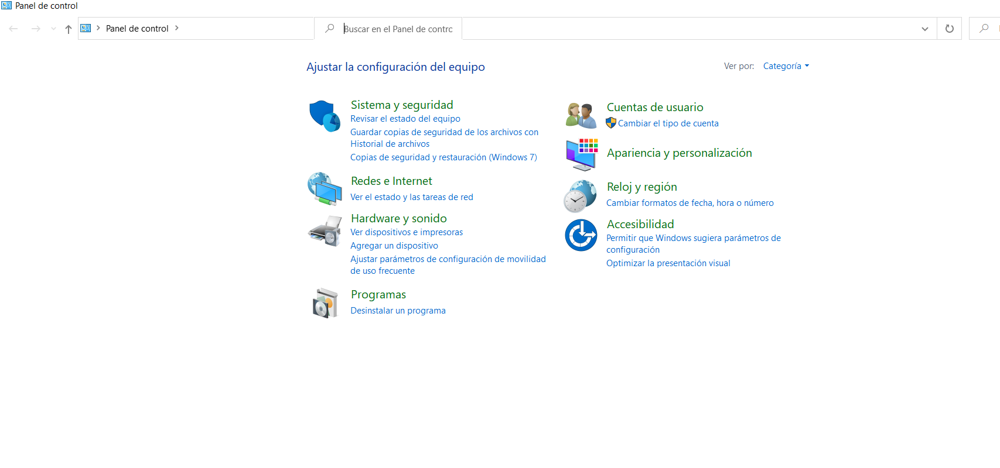 Panel de control
Panel de control
Buscar en el Panel de contro
Ajustar la configuración del equipo
Ver por: Categoría
Sistema y seguridad
Revisar el estado del equipo
Guardar copias de seguridad de los archivos con
Historial de archivos
Copias de seguridad y restauración (Windows 7)
Redes e Internet
Ver el estado y las tareas de red
Hardware y sonido
Ver dispositivos e impresoras
Agregar un dispositivo
Ajustar parámetros de configuración de movilidad
de uso frecuente
Programas
Desinstalar un programa
Cuentas de usuario
Cambiar el tipo de cuenta
Apariencia y personalización
Reloj y región
Cambiar formatos de fecha, hora o número
Accesibilidad
Permitir que Windows sugiera parámetros de
configuración
Optimizar la presentación visual